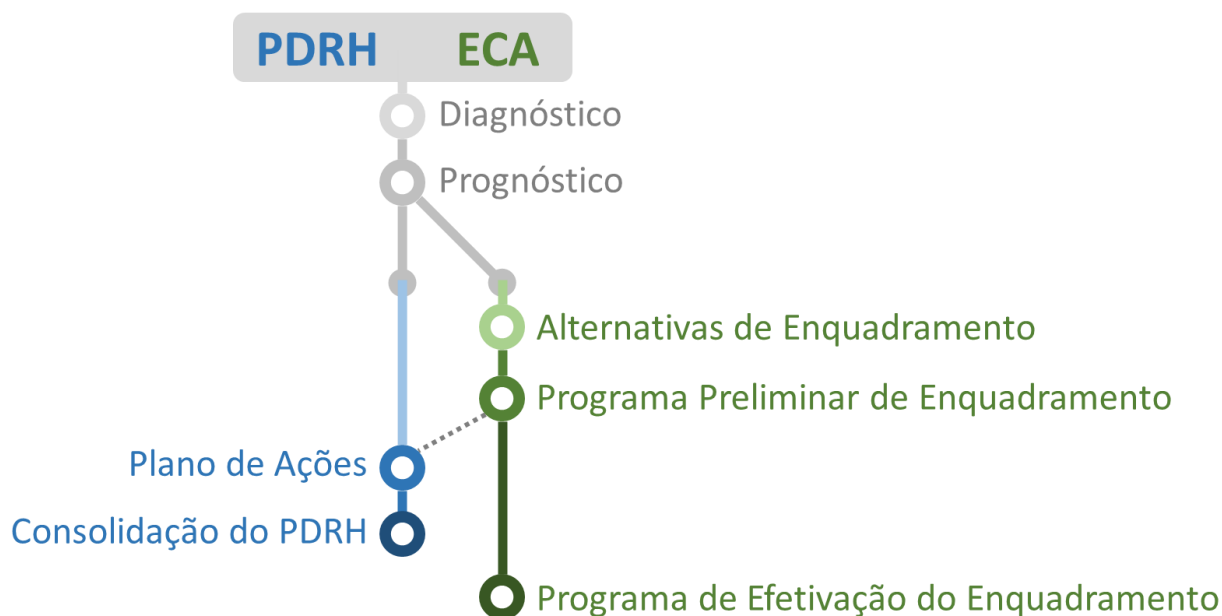 PDRH ECA
Diagnóstico
Prognóstico
Alternativas de Enquadramento
Programa Preliminar de Enquadramento
Plano de Ações
Consolidação do PDRH
Programa de Efetivação do Enquadramento